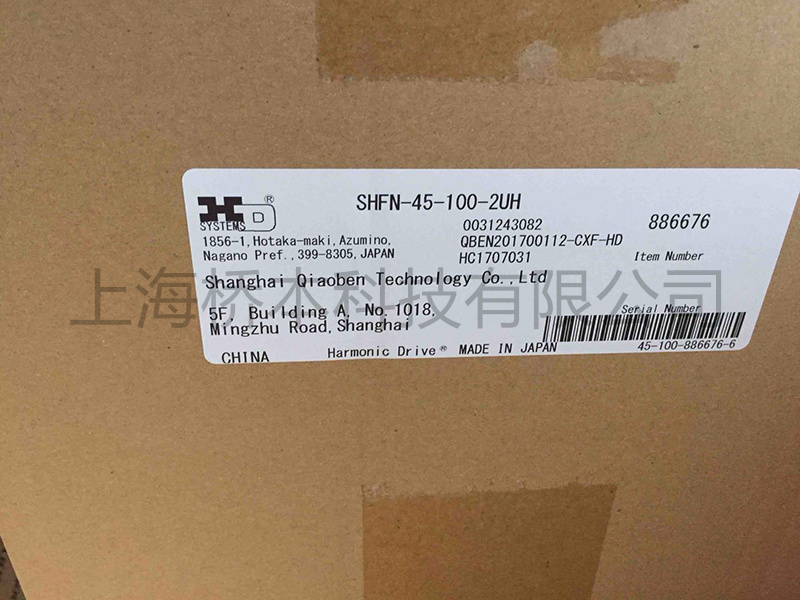 SHFN-45-100-2UH
HD®
SYSTEMS
0031243082
886676
1856-1,Hotaka-maki,Azumino,
QBEN201700112-CXF-HD
Nagano Pref.,399-8305,JAPAN
HC1707031
Item Number
Shanghai Qiaoben Technology Co.,Ltd
上海桥本科技有限公司
5F, Building A, No.1018,
Serial Number
Mingzhu Road,Shanghai
CHINA
Harmonic Drive® MADE IN JAPAN
45-100-886676-6